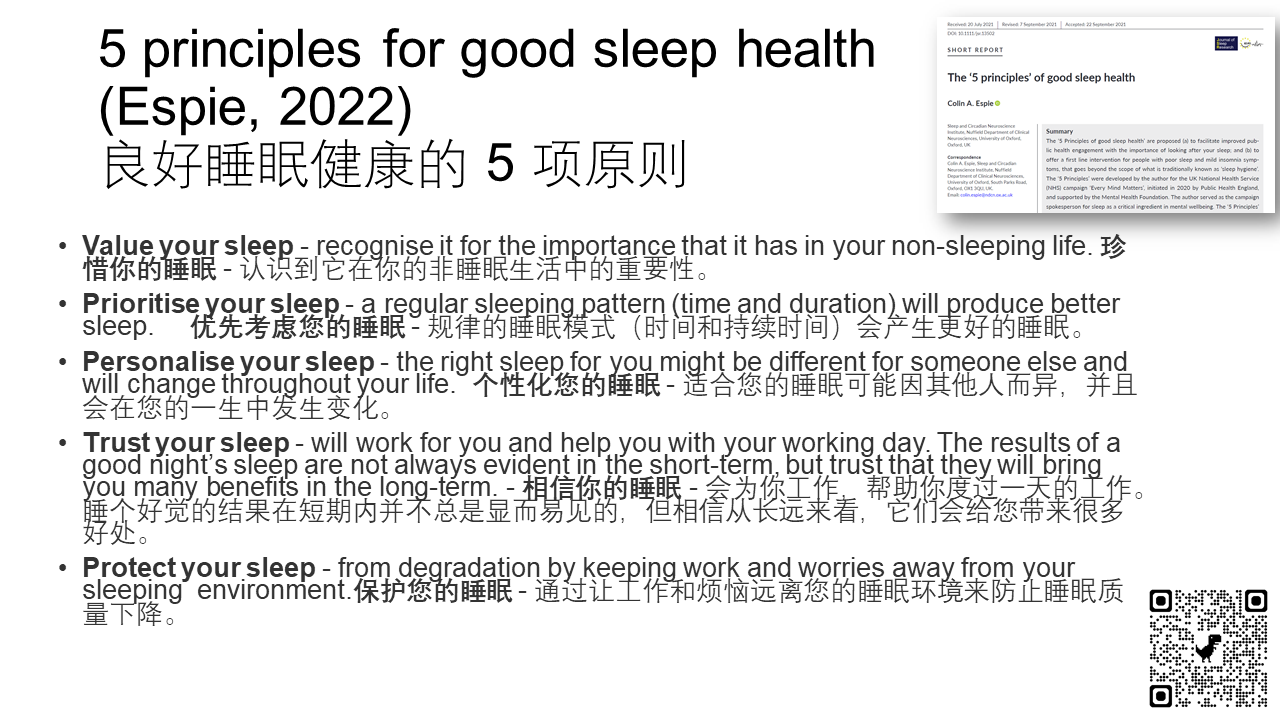 5 principles for good sleep health
(Espie, 2022)
良好睡眠健康的 5 项原则
Received: 20 July 2021 | Revised: 7 September 2021 | Accepted: 22 September 2021
DOI: 10.1111/jsr.13502
SHORT REPORT
Journal of
Sleep
Research
The ‘5 principles’ of good sleep health
Colin A. Espie
Sleep and Circadian Neuroscience
Institute, Nuffield Department of Clinical
Neurosciences, University of Oxford,
Oxford, UK
Correspondence
Colin A. Espie, Sleep and Circadian
Neuroscience Institute, Nuffield
Department of Clinical Neurosciences,
University of Oxford, South Parks Road,
Oxford, OX1 3QU, UK.
Email: colin.espie@ndcn.ox.ac.uk
Summary
The ‘5 Principles of good sleep health’ are proposed (a) to facilitate improved pub-
lic health engagement with the importance of looking after your sleep; and (b) to
offer a first line intervention for people with poor sleep and mild insomnia symp-
toms, that goes beyond the scope of what is traditionally known as ‘sleep hygiene’.
The ‘5 Principles’ were developed by the author for the UK National Health Service
(NHS) campaign ‘Every Mind Matters’, initiated in 2020 by Public Health England,
and supported by the Mental Health Foundation. The author served as the campaign
spokesperson for sleep as a critical ingredient in mental wellbeing. The ‘5 Principles’
• Value your sleep - recognise it for the importance that it has in your non-sleeping life. 珍
惜你的睡眠 - 认识到它在你的非睡眠生活中的重要性。
• Prioritise your sleep - a regular sleeping pattern (time and duration) will produce better
sleep. 优先考虑您的睡眠 - 规律的睡眠模式（时间和持续时间）会产生更好的睡眠。
• Personalise your sleep - the right sleep for you might be different for someone else and
will change throughout your life. 个性化您的睡眠 - 适合您的睡眠可能因其他人而异，并且
会在您的一生中发生变化。
• Trust your sleep - will work for you and help you with your working day. The results of a
good night’s sleep are not always evident in the short-term, but trust that they will bring
you many benefits in the long-term. - 相信你的睡眠 - 会为你工作，帮助你度过一天的工作。
睡个好觉的结果在短期内并不总是显而易见的，但相信从长远来看，它们会给您带来很多
好处。
• Protect your sleep - from degradation by keeping work and worries away from your
sleeping environment.保护您的睡眠 - 通过让工作和烦恼远离您的睡眠环境来防止睡眠质
量下降。